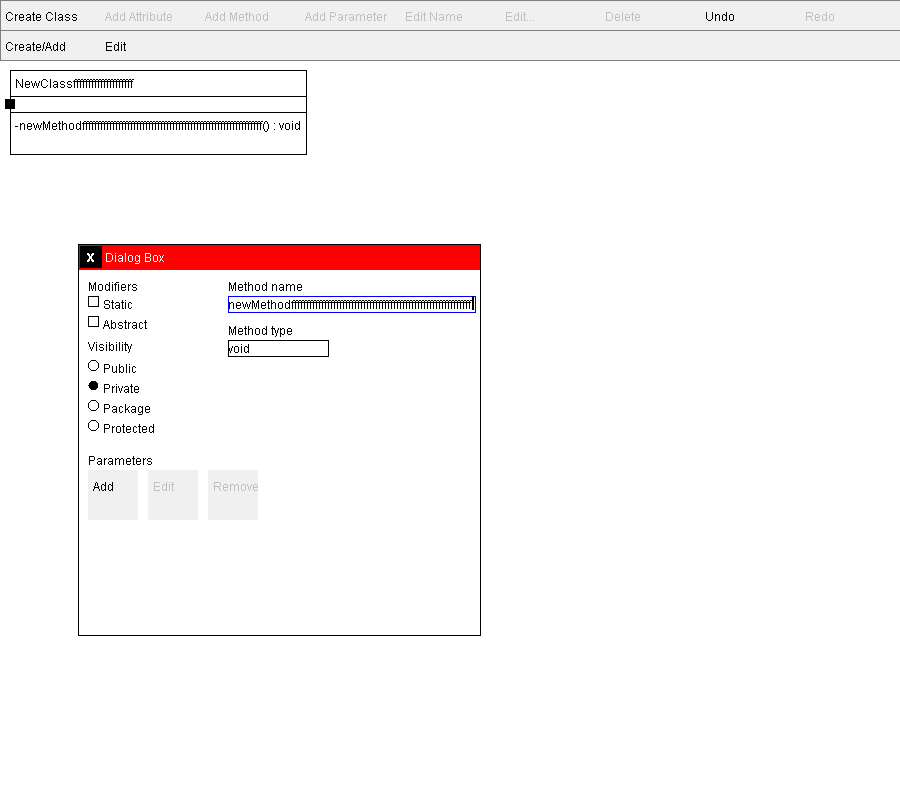 Create Class Add Attribute Add Method Add Parameter Edit Name Edit... Delete Undo Redo
Create/Add Edit
NewClassffffffffffffffffffff
-newMethodffffffffffffffffffffffffffffffffffffffffffffffffffffffffffff() : void
X Dialog Box
Modifiers
Static
Abstract
Visibility
Public
Private
Package
Protected
Method name
newMethodffffffffffffffffffffffffffffffffffffffffffffffffffffffffffff
Method type
void
Parameters
Add Edit Remove